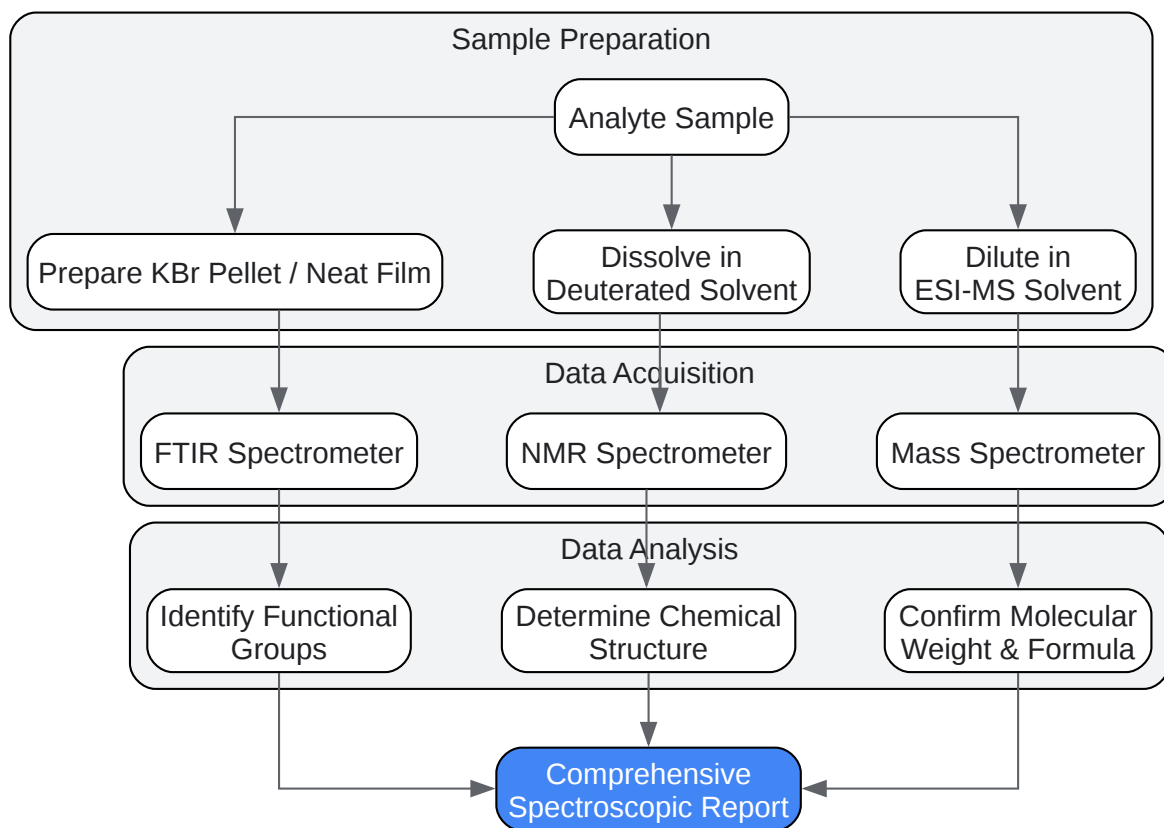 Sample Preparation
Analyte Sample
Prepare KBr Pellet / Neat Film
Dissolve in
Deuterated Solvent
Dilute in
ESI-MS Solvent
Data Acquisition
FTIR Spectrometer
NMR Spectrometer
Mass Spectrometer
Data Analysis
Identify Functional
Groups
Determine Chemical
Structure
Confirm Molecular
Weight & Formula
Comprehensive
Spectroscopic Report